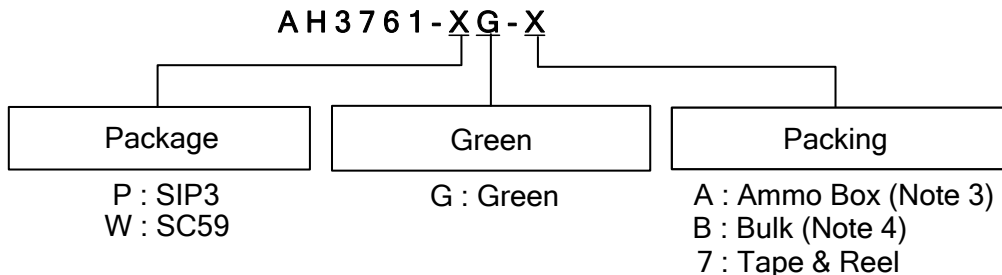 AH3761-XG-X
Package Green Packing
P : SIP3 G : Green A : Ammo Box (Note 3)
W : SC59 B : Bulk (Note 4)
7 : Tape & Reel